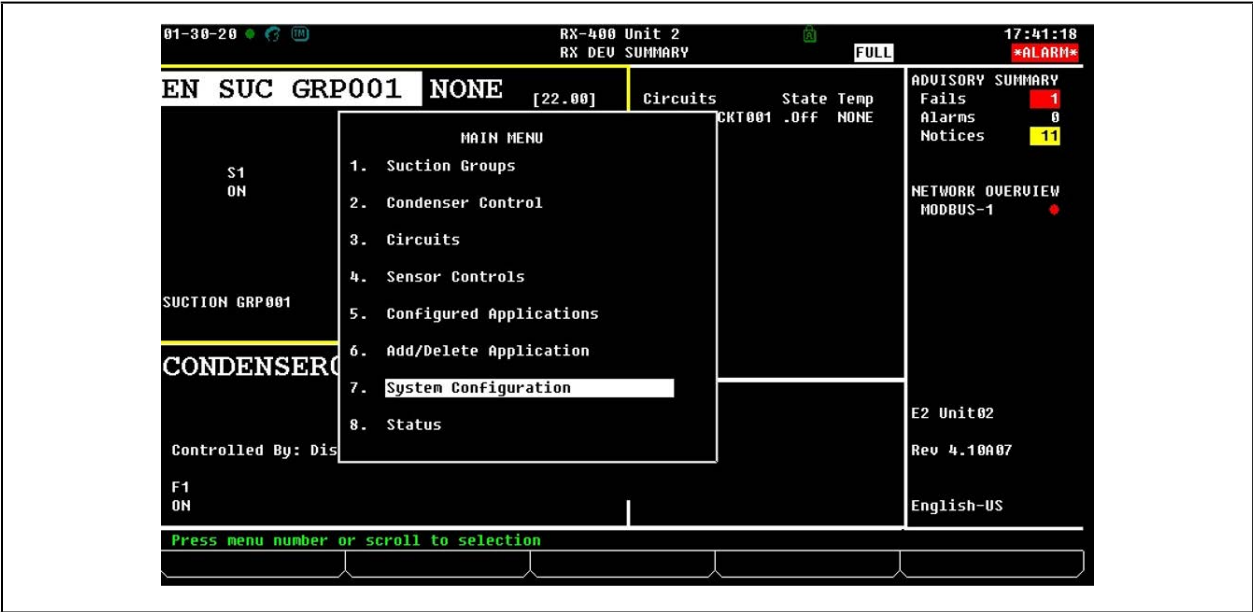 01-30-20 TM RX-400 Unit 2 A 17:41:18
RX DEV SUMMARY FULL *ALARM*
EN SUC GRP001 NONE [22.00]
Circuits State Temp
CKT001 .Off NONE
ADVISORY SUMMARY
Fails 1
Alarms 0
Notices 11
NETWORK OVERVIEW
MODBUS-1
S1
ON
SUCTION GRP001
MAIN MENU
1. Suction Groups
2. Condenser Control
3. Circuits
4. Sensor Controls
5. Configured Applications
6. Add/Delete Application
7. System Configuration
8. Status
CONDENSER
Controlled By: Dis
F1
ON
E2 Unit02
Rev 4.10A07
English-US
Press menu number or scroll to selection